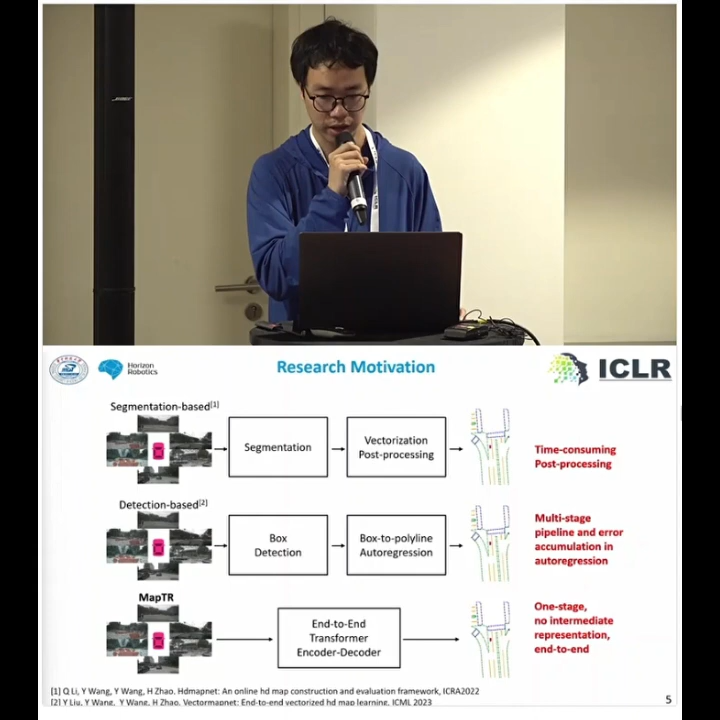 BOSE
Horizon
Robotics
Research Motivation
ICLR
Segmentation-based[1]
Segmentation
Vectorization
Post-processing
Time-consuming
Post-processing
Detection-based[2]
Box
Detection
Box-to-polyline
Autoregression
Multi-stage
pipeline and error
accumulation in
autoregression
MapTR
End-to-End
Transformer
Encoder-Decoder
One-stage,
no intermediate
representation,
end-to-end
[1] Q Li, Y Wang, Y Wang, H Zhao. Hdmapnet: An online hd map construction and evaluation framework, ICRA2022
[2] Y Liu, Y Wang, Y Wang, H Zhao. Vectormapnet: End-to-end vectorized hd map learning, ICML 2023
5